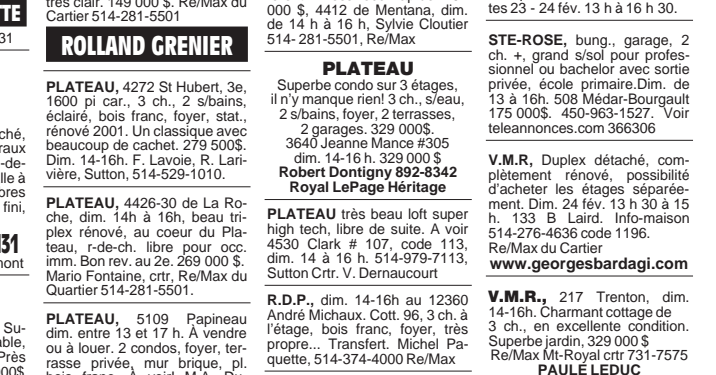 TE
31
ché,
raux
-de-
lle à
bres
fini,
131
mont
Su-
able,
Près
000$
très clair. 149 000 $. Re/Max du
Cartier 514-281-5501
ROLLAND GRENIER
PLATEAU, 4272 St Hubert, 3e,
1600 pi car., 3 ch., 2 s/bains,
éclairé, bois franc, foyer, stat.,
rénové 2001. Un classique avec
beaucoup de cachet. 279 500$.
Dim. 14-16h. F. Lavoie, R. Lari-
vière, Sutton, 514-529-1010.
PLATEAU, 4426-30 de La Ro-
che, dim. 14h à 16h, beau tri-
plex rénové, au coeur du Pla-
teau, r-de-ch. libre pour occ.
imm. Bon rev. au 2e. 269 000 $.
Mario Fontaine, crtr, Re/Max du
Quartier 514-281-5501.
PLATEAU, 5109 Papineau
dim. entre 13 et 17 h. À vendre
ou à louer. 2 condos, foyer, ter-
rasse privée, mur brique, pl.
000 $, 4412 de Mentana, dim.
de 14 h à 16 h, Sylvie Cloutier
514- 281-5501, Re/Max
PLATEAU
Superbe condo sur 3 étages,
il n'y manque rien! 3 ch., s/eau,
2 s/bains, foyer, 2 terrasses,
2 garages. 329 000$.
3640 Jeanne Mance #305
dim. 14-16 h. 329 000 $
Robert Dontigny 892-8342
Royal LePage Héritage
PLATEAU très beau loft super
high tech, libre de suite. A voir
4530 Clark # 107, code 113,
dim. 14 à 16 h. 514-979-7113,
Sutton Crtr. V. Dernaucourt
R.D.P., dim. 14-16h au 12360
André Michaux. Cott. 96, 3 ch. à
l'étage, bois franc, foyer, très
propre... Transfert. Michel Pa-
quette, 514-374-4000 Re/Max
tes 23 - 24 fév. 13 h à 16 h 30.
STE-ROSE, bung., garage, 2
ch. +, grand s/sol pour profes-
sionnel ou bachelor avec sortie
privée, école primaire.Dim. de
13 à 16h. 508 Médar-Bourgault
175 000$. 450-963-1527. Voir
teleannonces.com 366306
V.M.R, Duplex détaché, com-
plètement rénové, possibilité
d'acheter les étages séparée-
ment. Dim. 24 fév. 13 h 30 à 15
h. 133 B Laird. Info-maison
514-276-4636 code 1196.
Re/Max du Cartier
www.georgesbardagi.com
V.M.R., 217 Trenton, dim.
14-16h. Charmant cottage de
3 ch., en excellente condition.
Superbe jardin, 329 000 $
Re/Max Mt-Royal crtr 731-7575
PAULE LEDUC